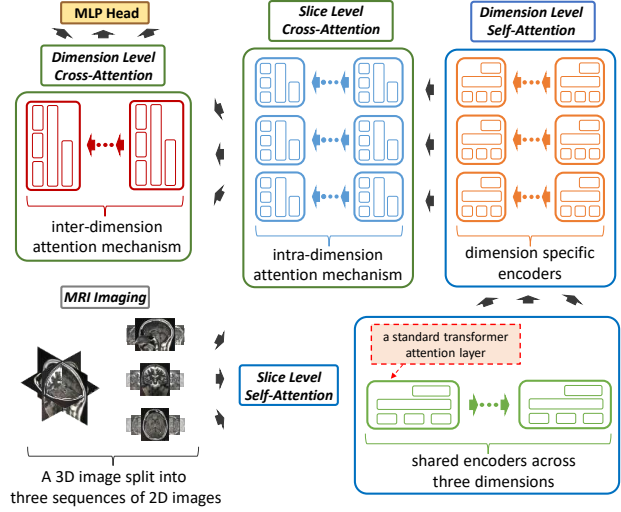 MLP Head
Dimension Level
Cross-Attention
Slice Level
Cross-Attention
Dimension Level
Self-Attention
inter-dimension
attention mechanism
intra-dimension
attention mechanism
dimension specific
encoders
MRI Imaging
Slice Level
Self-Attention
a standard transformer
attention layer
A 3D image split into
three sequences of 2D images
shared encoders across
three dimensions